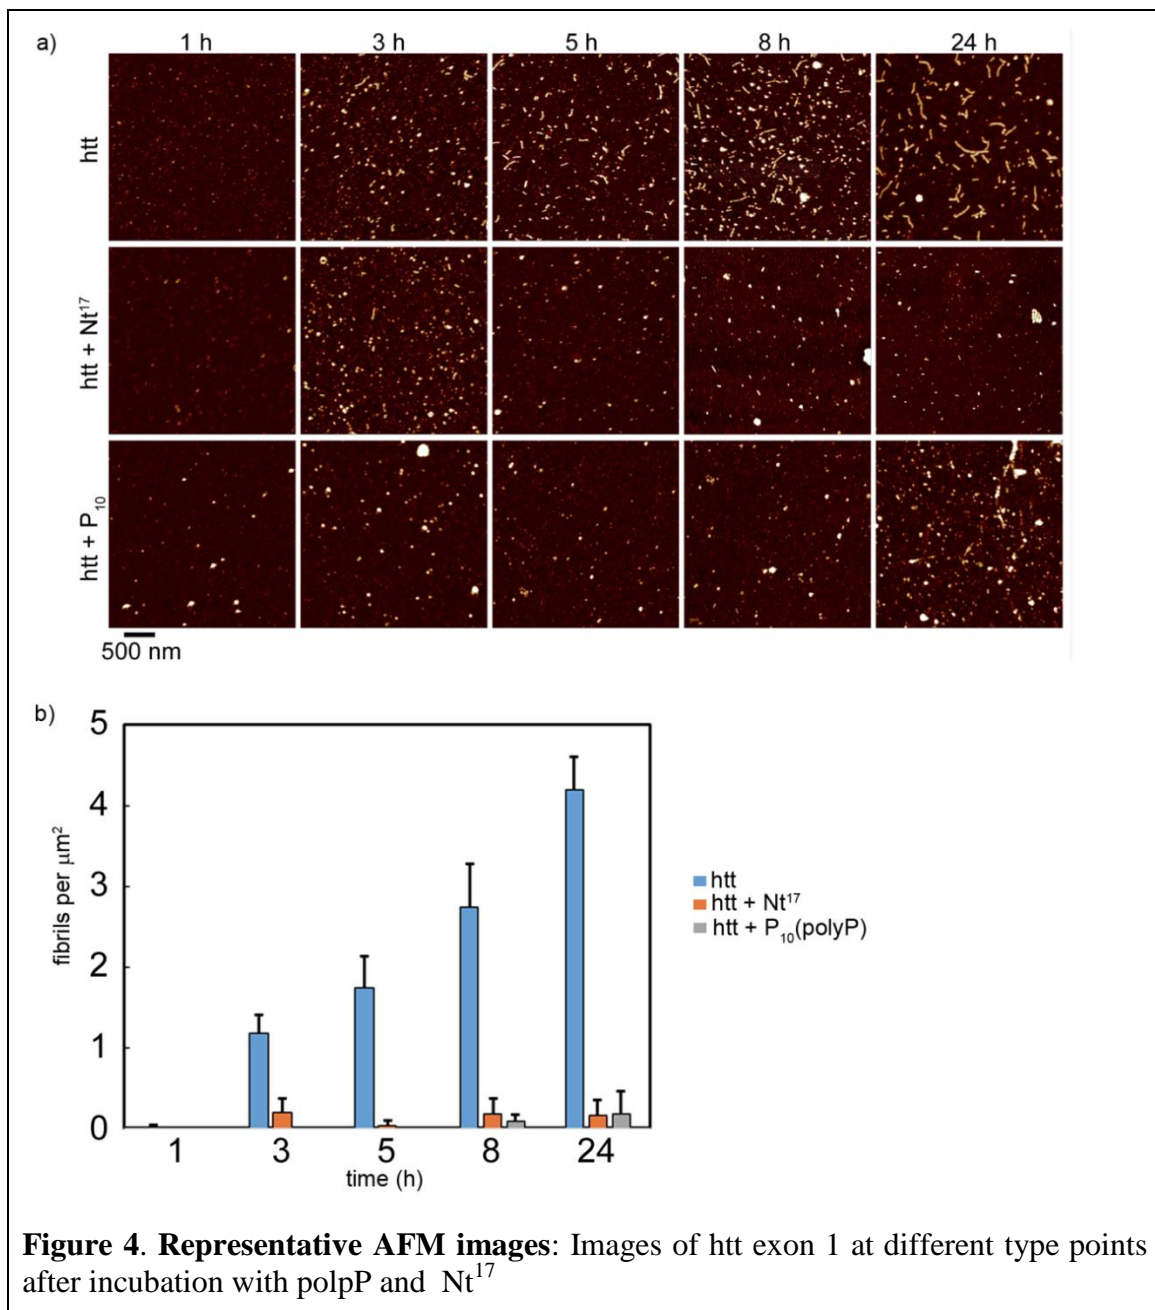 a)
1 h 3 h 5 h 8 h 24 h
htt
htt + Nt¹⁷
htt + P₁₀
500 nm
b)
5
4
3
2
1
0
fibrils per μm²
1 3 5 8 24
time (h)
htt
htt + Nt¹⁷
htt + P₁₀(polyP)
Figure 4. Representative AFM images: Images of htt exon 1 at different type points
after incubation with polpP and Nt¹⁷